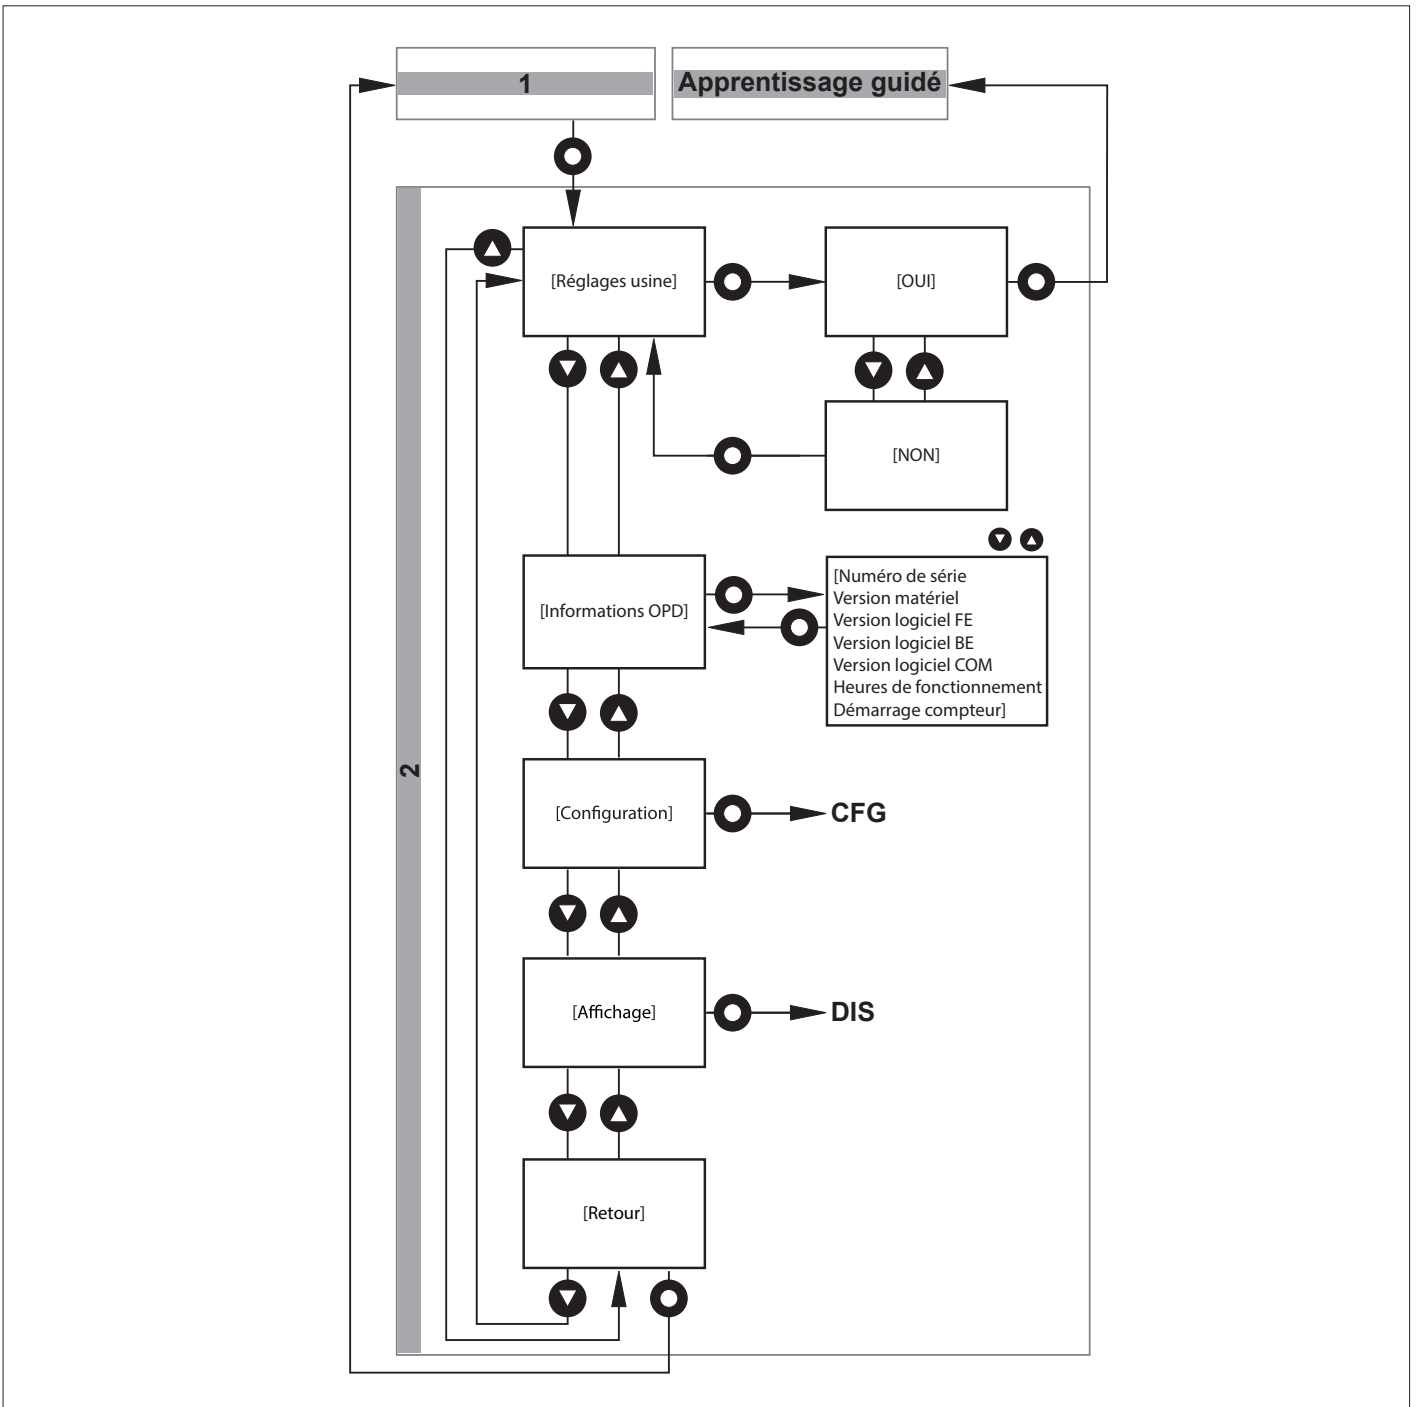 1
Apprentissage guidé
[Réglages usine]
[OUI]
[NON]
[Informations OPD]
[Numéro de série
Version matériel
Version logiciel FE
Version logiciel BE
Version logiciel COM
Heures de fonctionnement
Démarrage compteur]
2
[Configuration]
CFG
[Affichage]
DIS
[Retour]